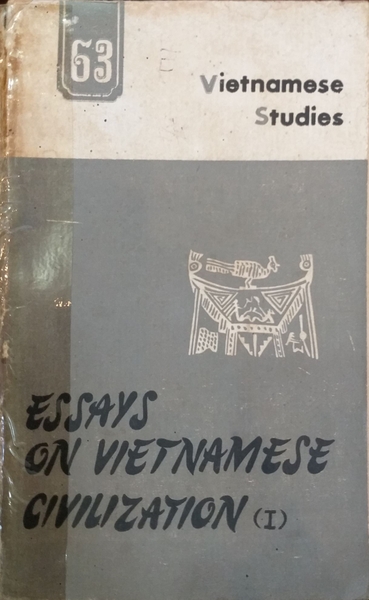 63
Vietnamese
Studies
ESSAYS
ON VIETNAMESE
CIVILIZATION (I)